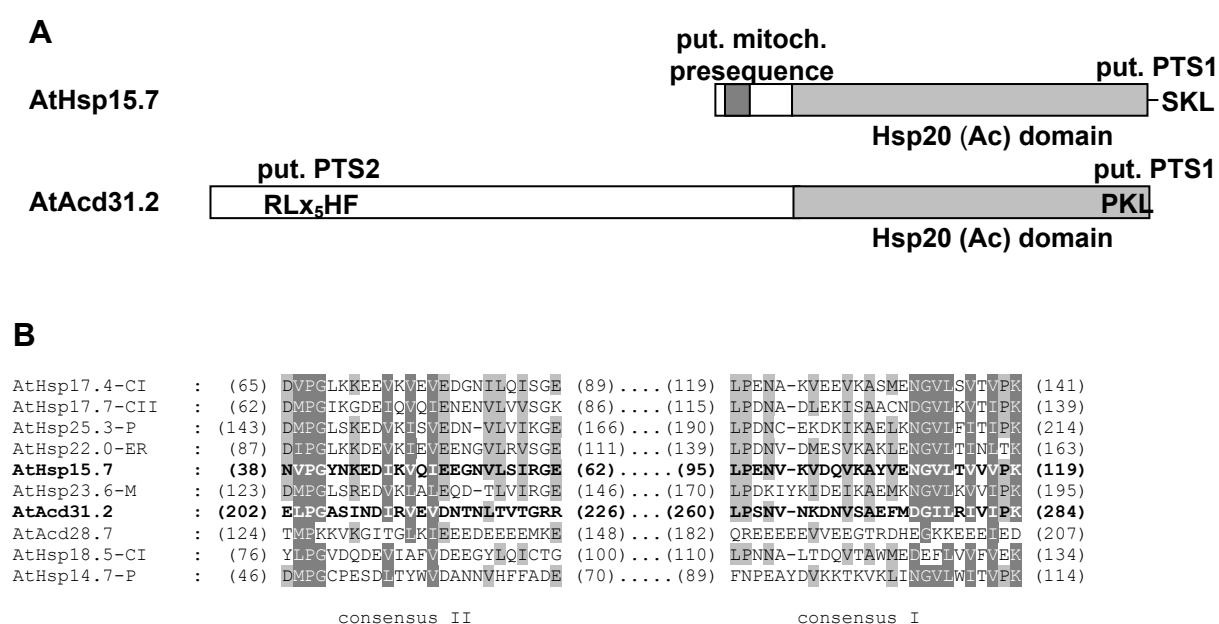 A
put. mitoch.
presequence
put. PTS1
AtHsp15.7
SKL
Hsp20 (Ac) domain
put. PTS2
put. PTS1
AtAcd31.2
RLx₅HF
PKL
Hsp20 (Ac) domain
B
AtHsp17.4-CI : (65) DVPGLKKEEVKVEVEDGNILQISGE (89)....(119) LPENA-KVEEVKASMENGVLSVTVPK (141)
AtHsp17.7-CII : (62) DMPGIKGDEIQVQIENENVLVVSGK (86)....(115) LPDNA-DLEKISAACNDGVLKVTIPK (139)
AtHsp25.3-P : (143) DMPGLSKEDVKISVEDN-VLVIKGE (166)...(190) LPDNC-EKDKIKAELKNGVLFITIPK (214)
AtHsp22.0-ER : (87) DIPGLKKDEVKIEVEENGVLRVSGE (111)...(139) LPDNV-DMESVKAKLENGVLTINLTK (163)
AtHsp15.7 : (38) NVPGYNKEDIKVQIEEGNVLSIRGE (62).....(95) LPENV-KVDQVKAYVENGVLTVVVPK (119)
AtHsp23.6-M : (123) DMPGLSREDVKLALEQD-TLVIRGE (146)...(170) LPDKIYKIDEIKAEMKNGVLKVVIPK (195)
AtAcd31.2 : (202) ELPGASINDIRVEVDNTNLTVTGRR (226)...(260) LPSNV-NKDNVSAEFMDGILRIVIPK (284)
AtAcd28.7 : (124) TMPKKVKGITGLKIEEEDEEEEMKE (148)...(182) QREEEEEVVEEGTRDHEGKKEEEIED (207)
AtHsp18.5-CI : (76) YLPGVDQDEVIAFVDEEGYLQICTG (100)...(110) LPNNA-LTDQVTAWMEDEFLVVFVEK (134)
AtHsp14.7-P : (46) DMPGCPESDLTYWVDANNVHFFADE (70).....(89) FNPEAYDVKKTKVKLINGVLWITVPK (114)
consensus II consensus I